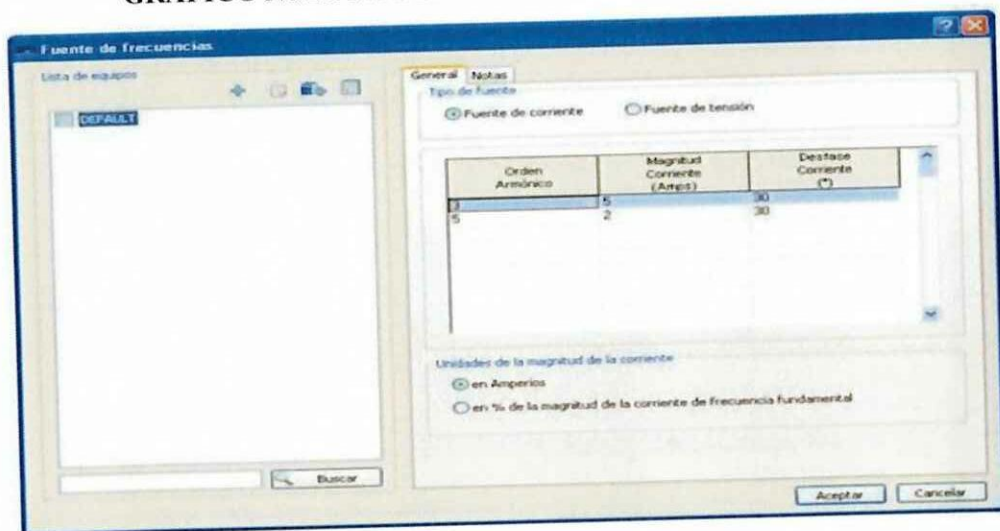 Fuente de frecuencias
Lista de equipos
DEFAULT
Buscar
General Notas
Tipo de fuente
Fuente de corriente Fuente de tensión
Orden Armónico
Magnitud Corriente (Amps)
Desfase Corriente (°)
3 5 30
5 2 30
Unidades de la magnitud de la corriente
en Amperios
en % de la magnitud de la corriente de frecuencia fundamental
Aceptar Cancelar